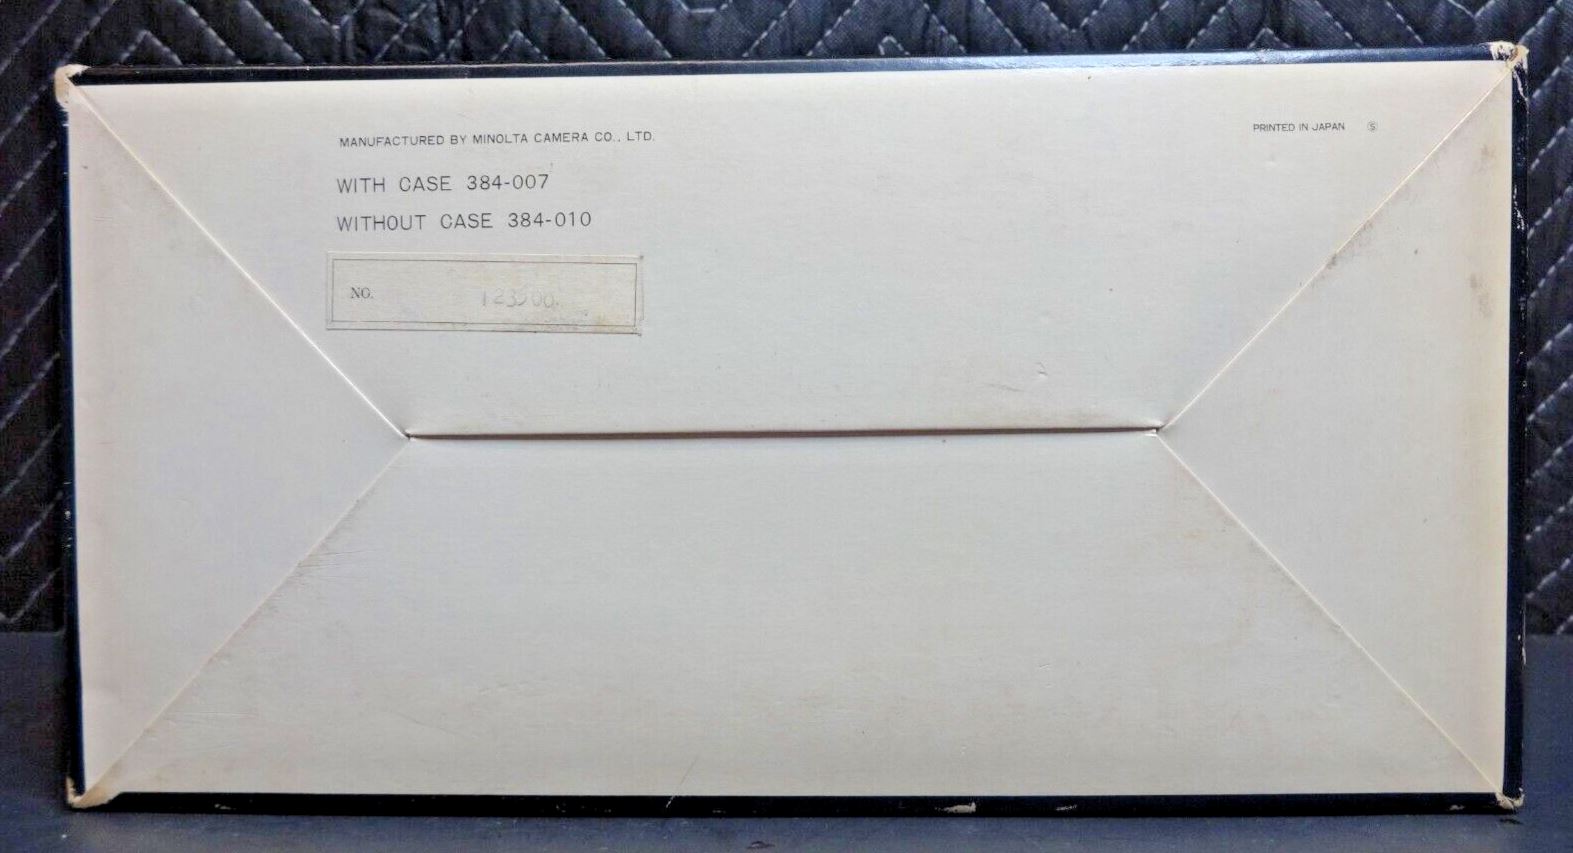 MANUFACTURED BY MINOLTA CAMERA CO., LTD.
PRINTED IN JAPAN Ⓢ
WITH CASE 384-007
WITHOUT CASE 384-010
NO.